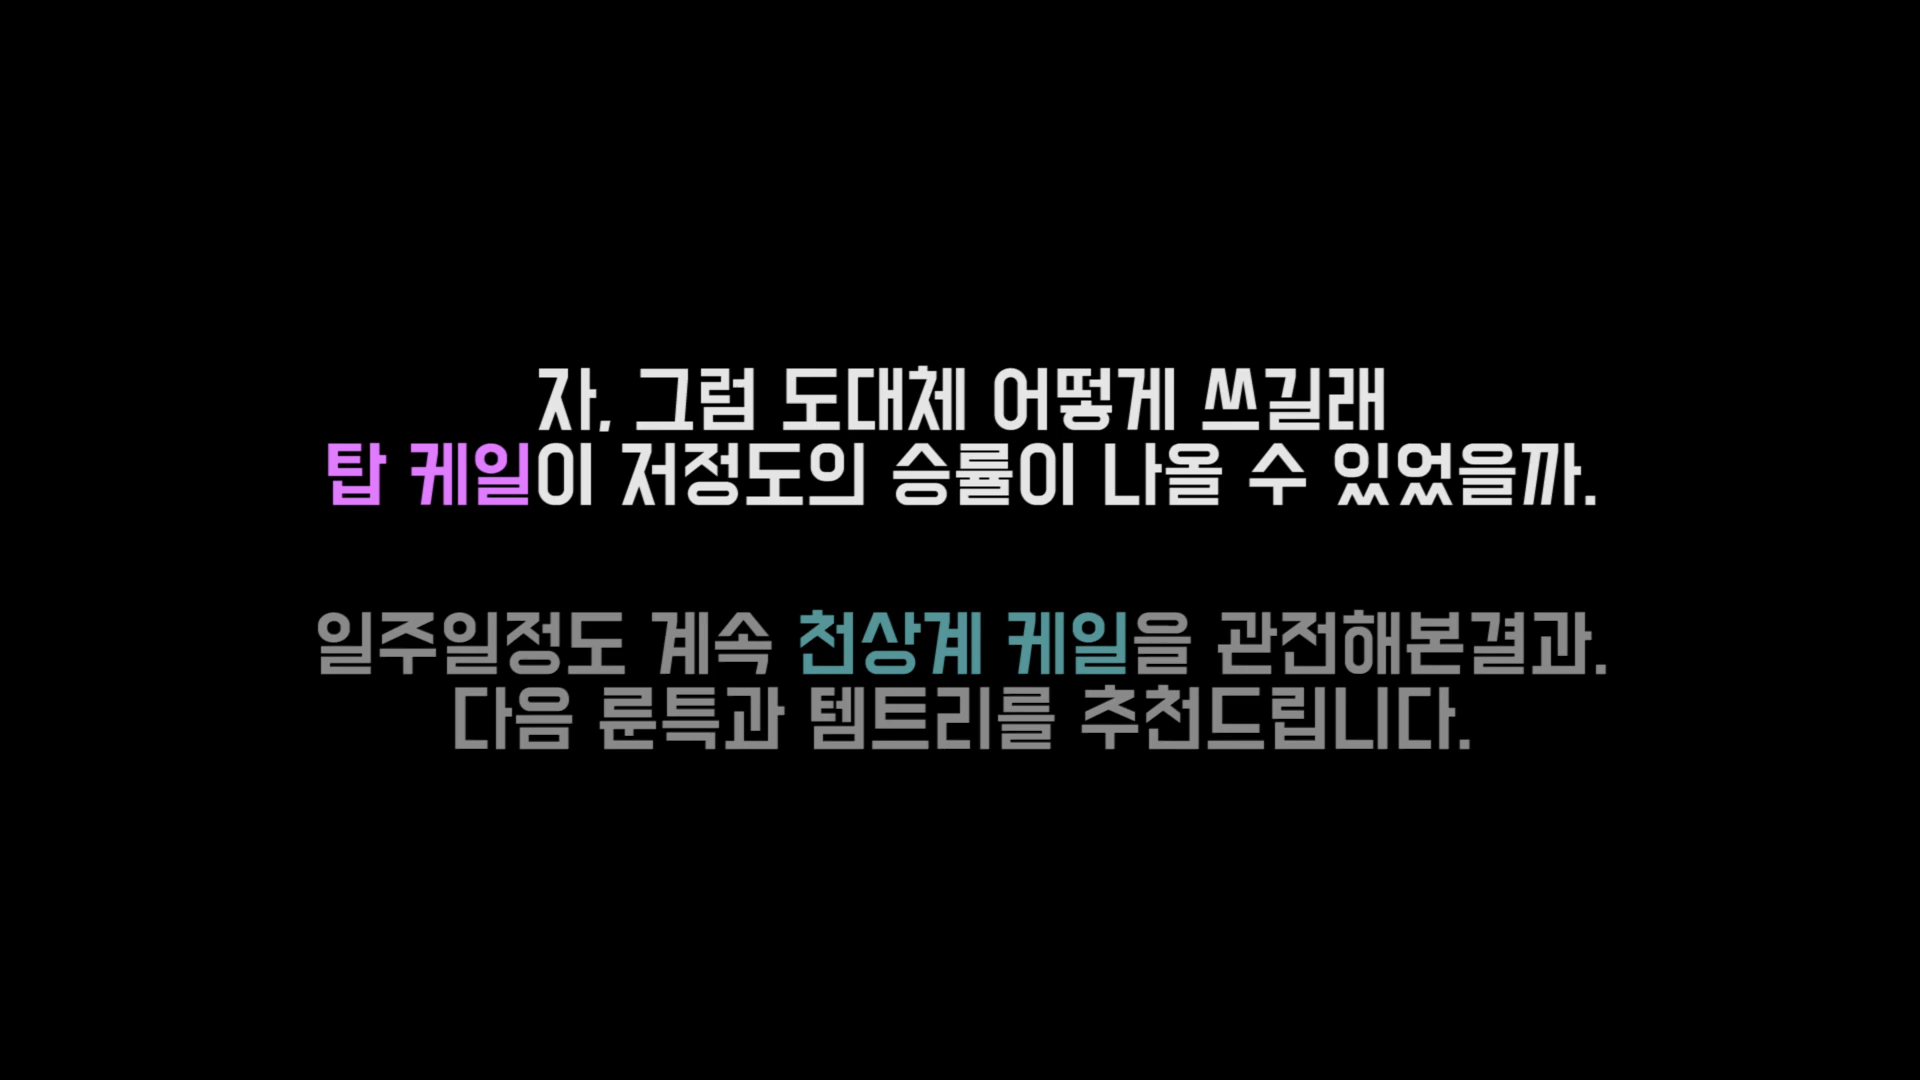 자, 그럼 도대체 어떻게 쓰길래
탑 케일이 저정도의 승률이 나올 수 있었을까.
일주일정도 계속 천상계 케일을 관전해본결과.
다음 룬특과 템트리를 추천드립니다.